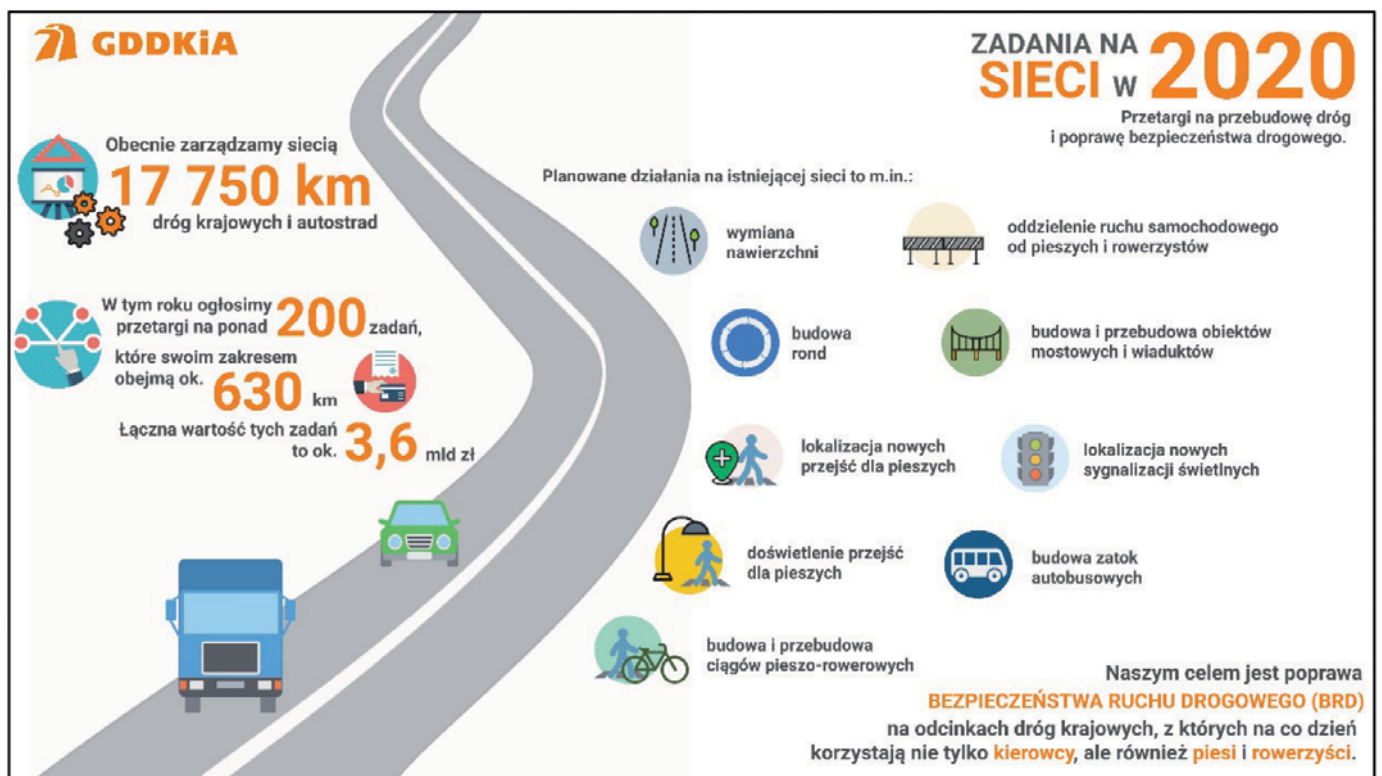 GDDKiA
ZADANIA NA
SIECI W 2020
Przetargi na przebudowę dróg
i poprawę bezpieczeństwa drogowego.
Obecnie zarządzamy siecią
17 750 km
dróg krajowych i autostrad
W tym roku ogłosimy
przetargi na ponad 200 zadań,
które swoim zakresem
obejmą ok. 630 km
Łączna wartość tych zadań
to ok. 3,6 mld zł
Planowane działania na istniejącej sieci to m.in.:
wymiana
nawierzchni
oddzielenie ruchu samochodowego
od pieszych i rowerzystów
budowa
rond
budowa i przebudowa obiektów
mostowych i wiaduktów
lokalizacja nowych
przejść dla pieszych
lokalizacja nowych
sygnalizacji świetlnych
doświetlenie przejść
dla pieszych
budowa zatok
autobusowych
budowa i przebudowa
ciągów pieszo-rowerowych
Naszym celem jest poprawa
BEZPIECZEŃSTWA RUCHU DROGOWEGO (BRD)
na odcinkach dróg krajowych, z których na co dzień
korzystają nie tylko kierowcy, ale również piesi i rowerzyści.